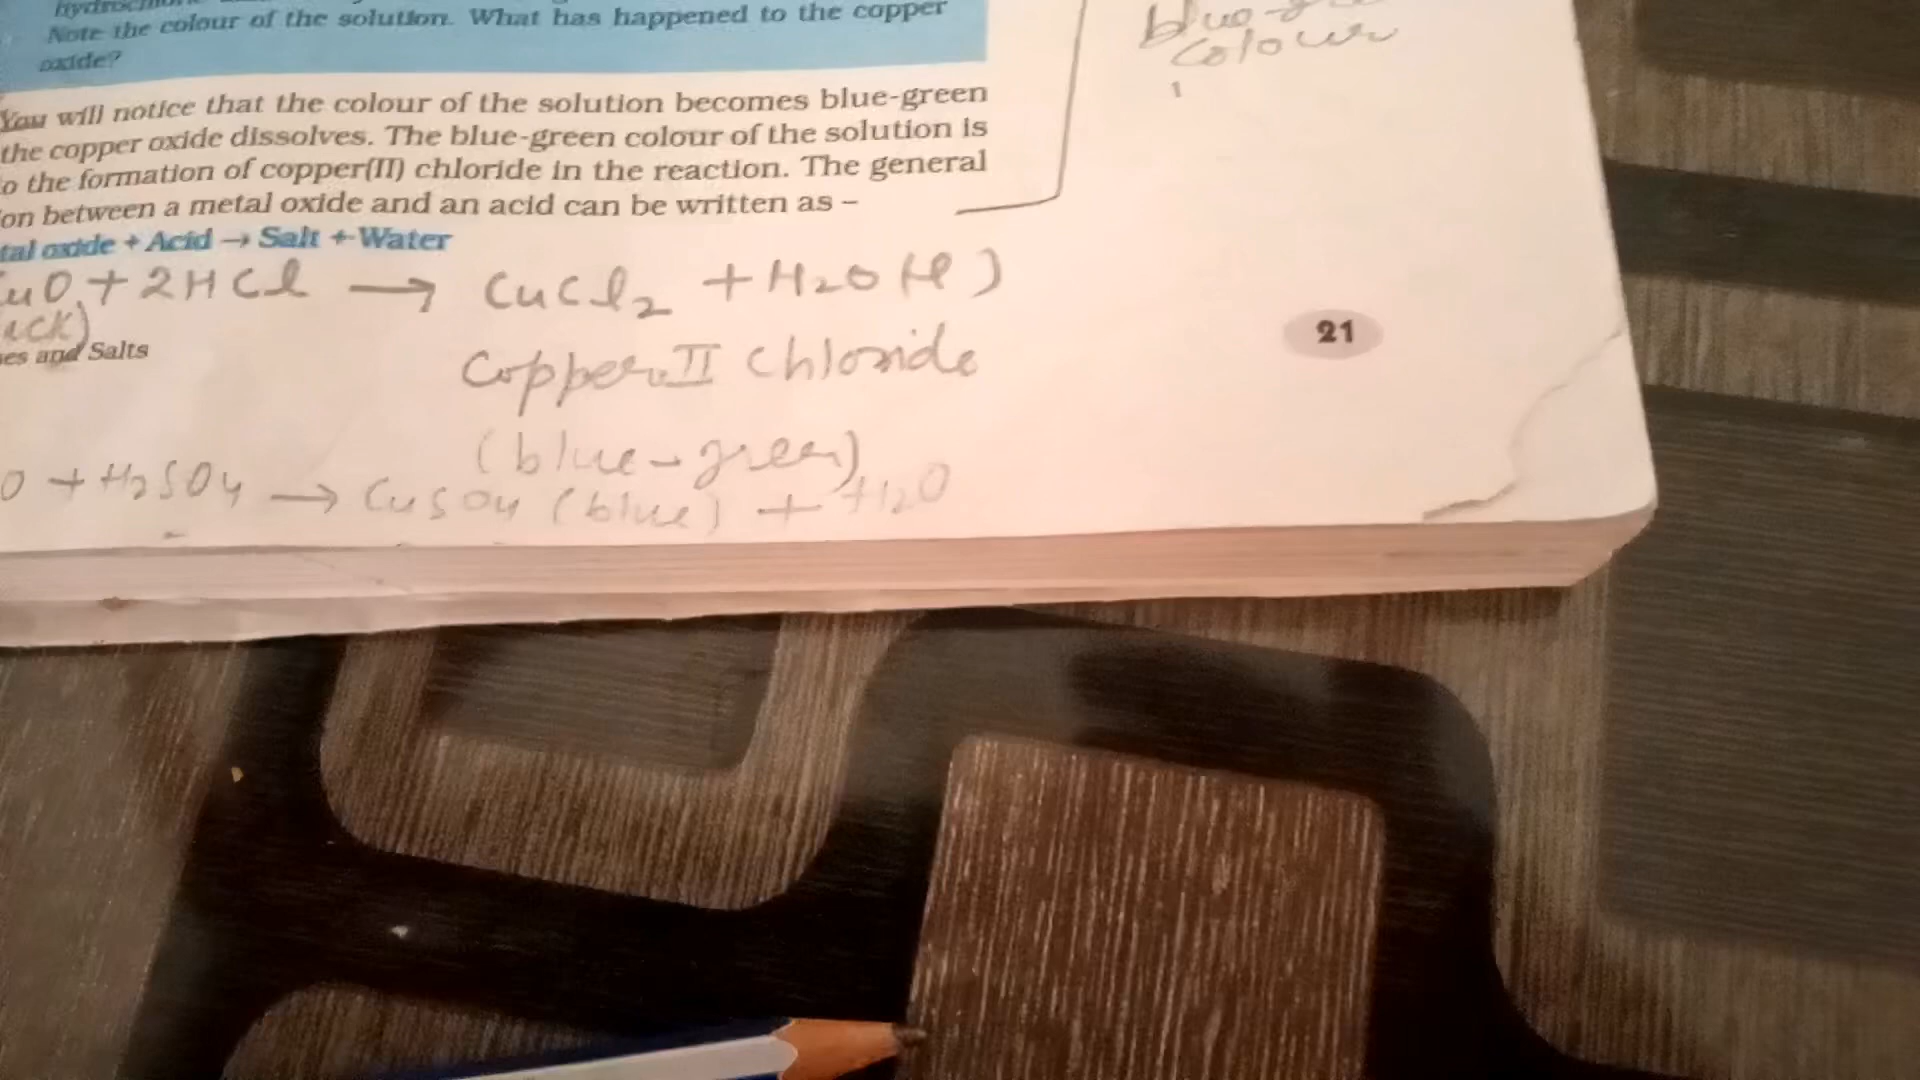 Note the colour of the solution. What has happened to the copper
oxide?
You will notice that the colour of the solution becomes blue-green
the copper oxide dissolves. The blue-green colour of the solution is
o the formation of copper(II) chloride in the reaction. The general
on between a metal oxide and an acid can be written as –
tal oxide + Acid → Salt + Water
uO + 2HCl → CuCl2 + H2O (l)
ack)
es and Salts
Copper II Chloride
(blue-green)
O + H2SO4 → CuSO4 (blue) + H2O
colour
21